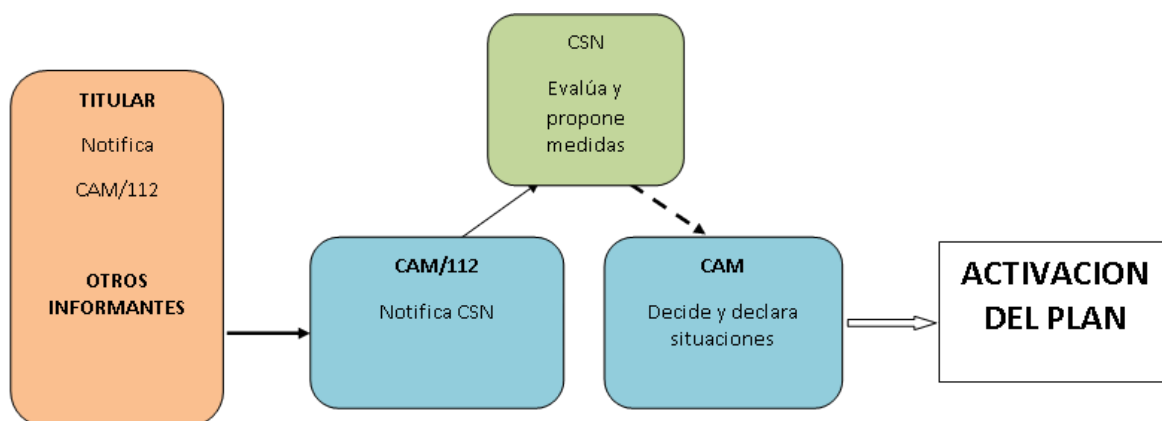 TITULAR
Notifica
CAM/112
OTROS
INFORMANTES
CAM/112
Notifica CSN
CSN
Evalúa y
propone
medidas
CAM
Decide y declara
situaciones
ACTIVACION
DEL PLAN